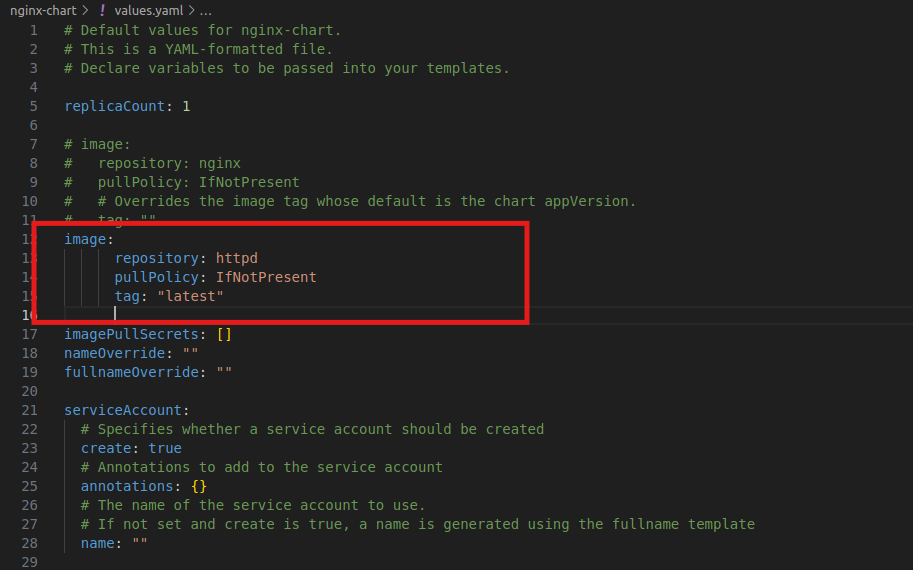 nginx-chart > ! values.yaml > ...
1 # Default values for nginx-chart.
2 # This is a YAML-formatted file.
3 # Declare variables to be passed into your templates.
4
5 replicaCount: 1
6
7 # image:
8 #   repository: nginx
9 #   pullPolicy: IfNotPresent
10 #   # Overrides the image tag whose default is the chart appVersion.
11 #   tag: ""
12 image:
13       repository: httpd
14       pullPolicy: IfNotPresent
15       tag: "latest"
16
17 imagePullSecrets: []
18 nameOverride: ""
19 fullnameOverride: ""
20
21 serviceAccount:
22   # Specifies whether a service account should be created
23   create: true
24   # Annotations to add to the service account
25   annotations: {}
26   # The name of the service account to use.
27   # If not set and create is true, a name is generated using the fullname template
28   name: ""
29